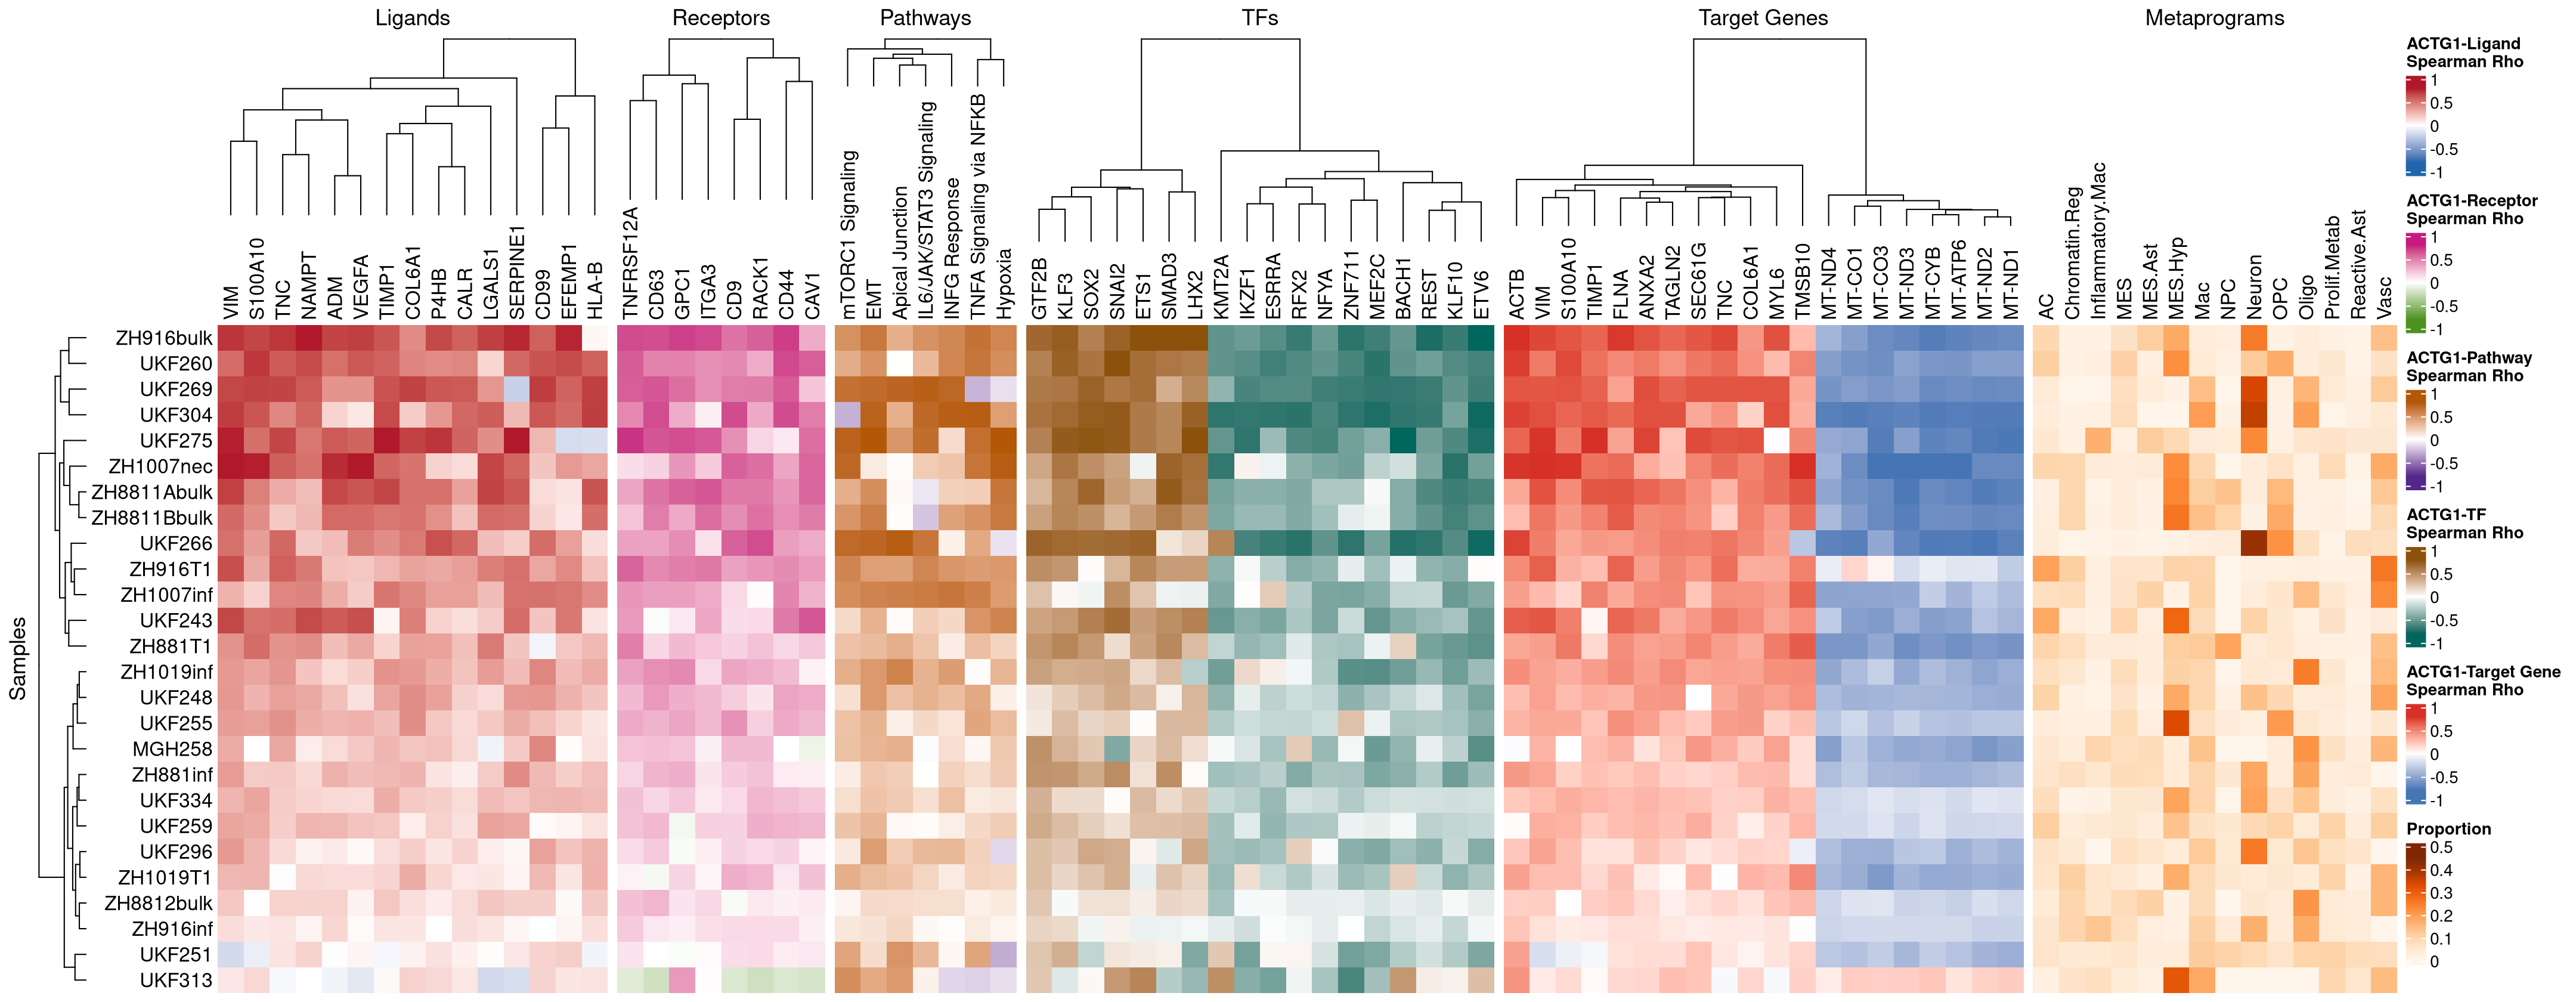 Ligands
Receptors
Pathways
TFs
Target Genes
Metaprograms
VIM
S100A10
TNC
NAMPT
ADM
VEGFA
TIMP1
COL6A1
P4HB
CALR
LGALS1
SERPINE1
CD99
EFEMP1
HLA-B
TNFRSF12A
CD63
GPC1
ITGA3
CD9
RACK1
CD44
CAV1
mTORC1 Signaling
EMT
Apical Junction
IL6/JAK/STAT3 Signaling
INFG Response
TNFA Signaling via NFKB
Hypoxia
GTF2B
KLF3
SOX2
SNAI2
ETS1
SMAD3
LHX2
KMT2A
IKZF1
ESRRA
RFX2
NFYA
ZNF711
MEF2C
BACH1
REST
KLF10
ETV6
ACTB
VIM
S100A10
TIMP1
FLNA
ANXA2
TAGLN2
SEC61G
TNC
COL6A1
MYL6
TMSB10
MT-ND4
MT-CO1
MT-CO3
MT-ND3
MT-CYB
MT-ATP6
MT-ND2
MT-ND1
AC
Chromatin.Reg
Inflammatory.Mac
MES
MES.Ast
MES.Hyp
Mac
NPC
Neuron
OPC
Oligo
Prolif.Metab
Reactive.Ast
Vasc
Samples
ZH916bulk
UKF260
UKF269
UKF304
UKF275
ZH1007nec
ZH8811Abulk
ZH8811Bbulk
UKF266
ZH916T1
ZH1007inf
UKF243
ZH881T1
ZH1019inf
UKF248
UKF255
MGH258
ZH881inf
UKF334
UKF259
UKF296
ZH1019T1
ZH8812bulk
ZH916inf
UKF251
UKF313
ACTG1-Ligand
Spearman Rho
1
0.5
0
-0.5
-1
ACTG1-Receptor
Spearman Rho
1
0.5
0
-0.5
-1
ACTG1-Pathway
Spearman Rho
1
0.5
0
-0.5
-1
ACTG1-TF
Spearman Rho
1
0.5
0
-0.5
-1
ACTG1-Target Gene
Spearman Rho
1
0.5
0
-0.5
-1
Proportion
0.5
0.4
0.3
0.2
0.1
0